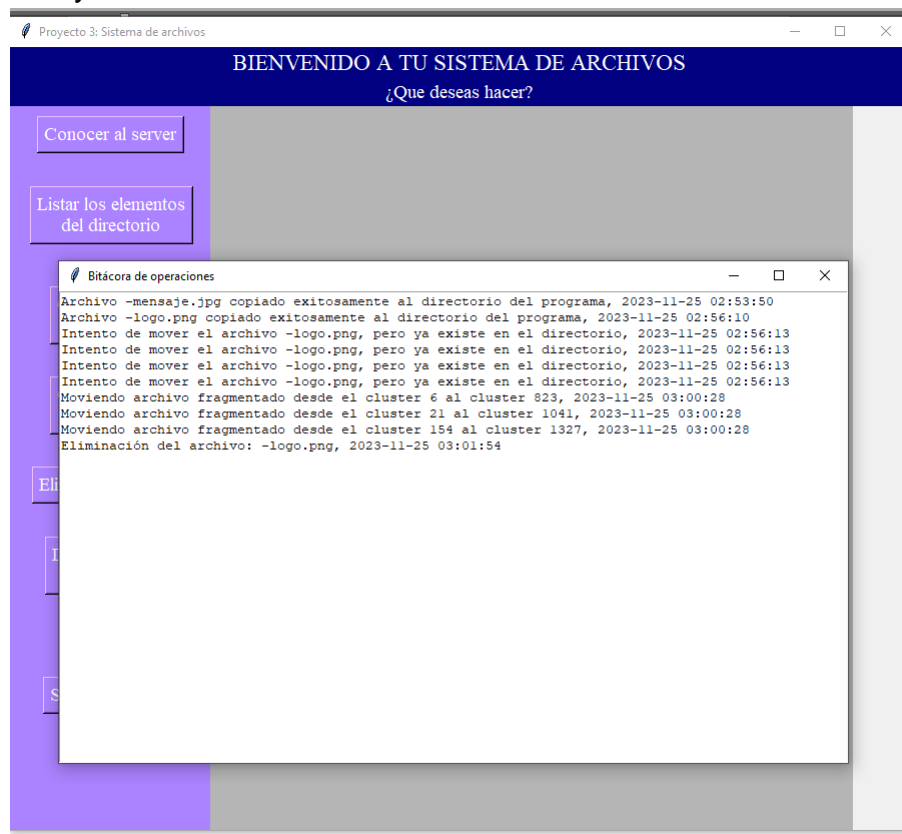 Proyecto 3: Sistema de archivos
BIENVENIDO A TU SISTEMA DE ARCHIVOS
¿Que deseas hacer?
Conocer al server
Listar los elementos
del directorio
Bitácora de operaciones
Archivo -mensaje.jpg copiado exitosamente al directorio del programa, 2023-11-25 02:53:50
Archivo -logo.png copiado exitosamente al directorio del programa, 2023-11-25 02:56:10
Intento de mover el archivo -logo.png, pero ya existe en el directorio, 2023-11-25 02:56:13
Intento de mover el archivo -logo.png, pero ya existe en el directorio, 2023-11-25 02:56:13
Intento de mover el archivo -logo.png, pero ya existe en el directorio, 2023-11-25 02:56:13
Intento de mover el archivo -logo.png, pero ya existe en el directorio, 2023-11-25 02:56:13
Moviendo archivo fragmentado desde el cluster 6 al cluster 823, 2023-11-25 03:00:28
Moviendo archivo fragmentado desde el cluster 21 al cluster 1041, 2023-11-25 03:00:28
Moviendo archivo fragmentado desde el cluster 154 al cluster 1327, 2023-11-25 03:00:28
Eliminación del archivo: -logo.png, 2023-11-25 03:01:54